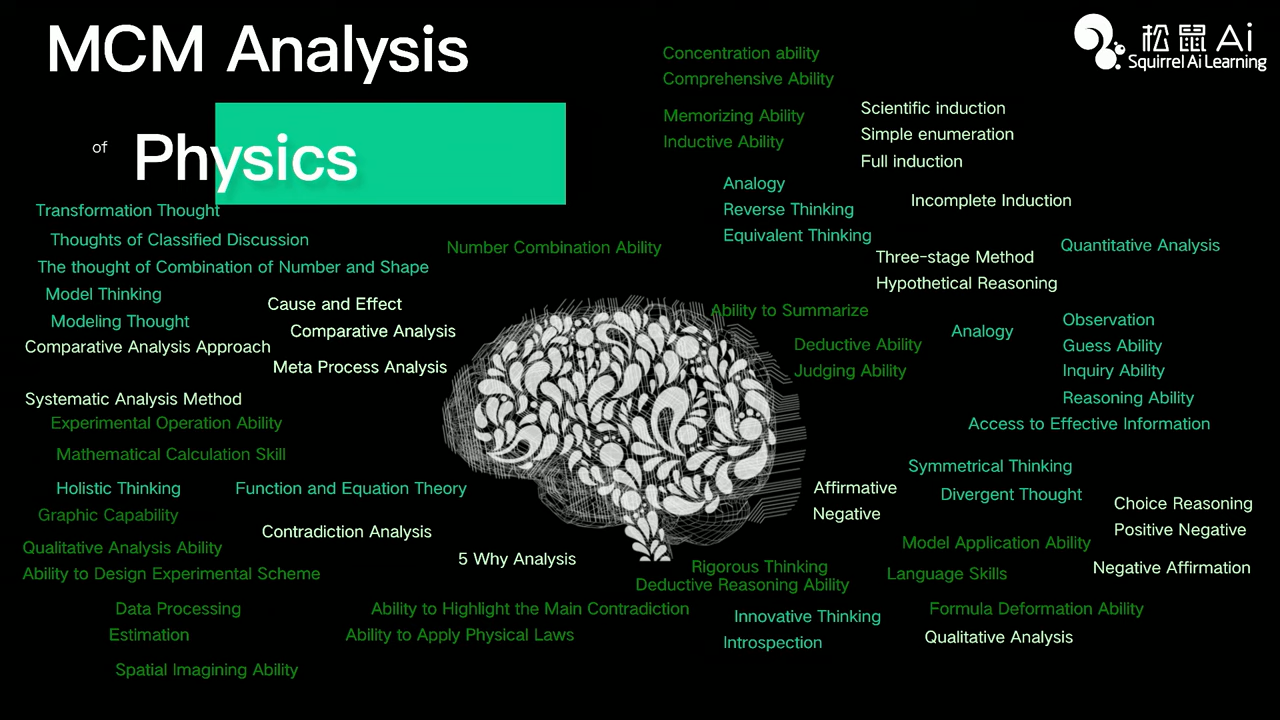 MCM Analysis
of Physics
松鼠 Ai
Squirrel Ai Learning
Transformation Thought
Thoughts of Classified Discussion
The thought of Combination of Number and Shape
Model Thinking
Modeling Thought
Comparative Analysis Approach
Cause and Effect
Comparative Analysis
Meta Process Analysis
Systematic Analysis Method
Experimental Operation Ability
Mathematical Calculation Skill
Holistic Thinking
Function and Equation Theory
Graphic Capability
Contradiction Analysis
Qualitative Analysis Ability
5 Why Analysis
Ability to Design Experimental Scheme
Data Processing
Estimation
Spatial Imagining Ability
Ability to Highlight the Main Contradiction
Ability to Apply Physical Laws
Number Combination Ability
Concentration ability
Comprehensive Ability
Memorizing Ability
Inductive Ability
Scientific induction
Simple enumeration
Full induction
Analogy
Reverse Thinking
Equivalent Thinking
Incomplete Induction
Quantitative Analysis
Three-stage Method
Hypothetical Reasoning
Ability to Summarize
Deductive Ability
Judging Ability
Analogy
Observation
Guess Ability
Inquiry Ability
Reasoning Ability
Access to Effective Information
Symmetrical Thinking
Divergent Thought
Affirmative
Negative
Choice Reasoning
Positive Negative
Model Application Ability
Negative Affirmation
Rigorous Thinking
Deductive Reasoning Ability
Language Skills
Innovative Thinking
Introspection
Formula Deformation Ability
Qualitative Analysis